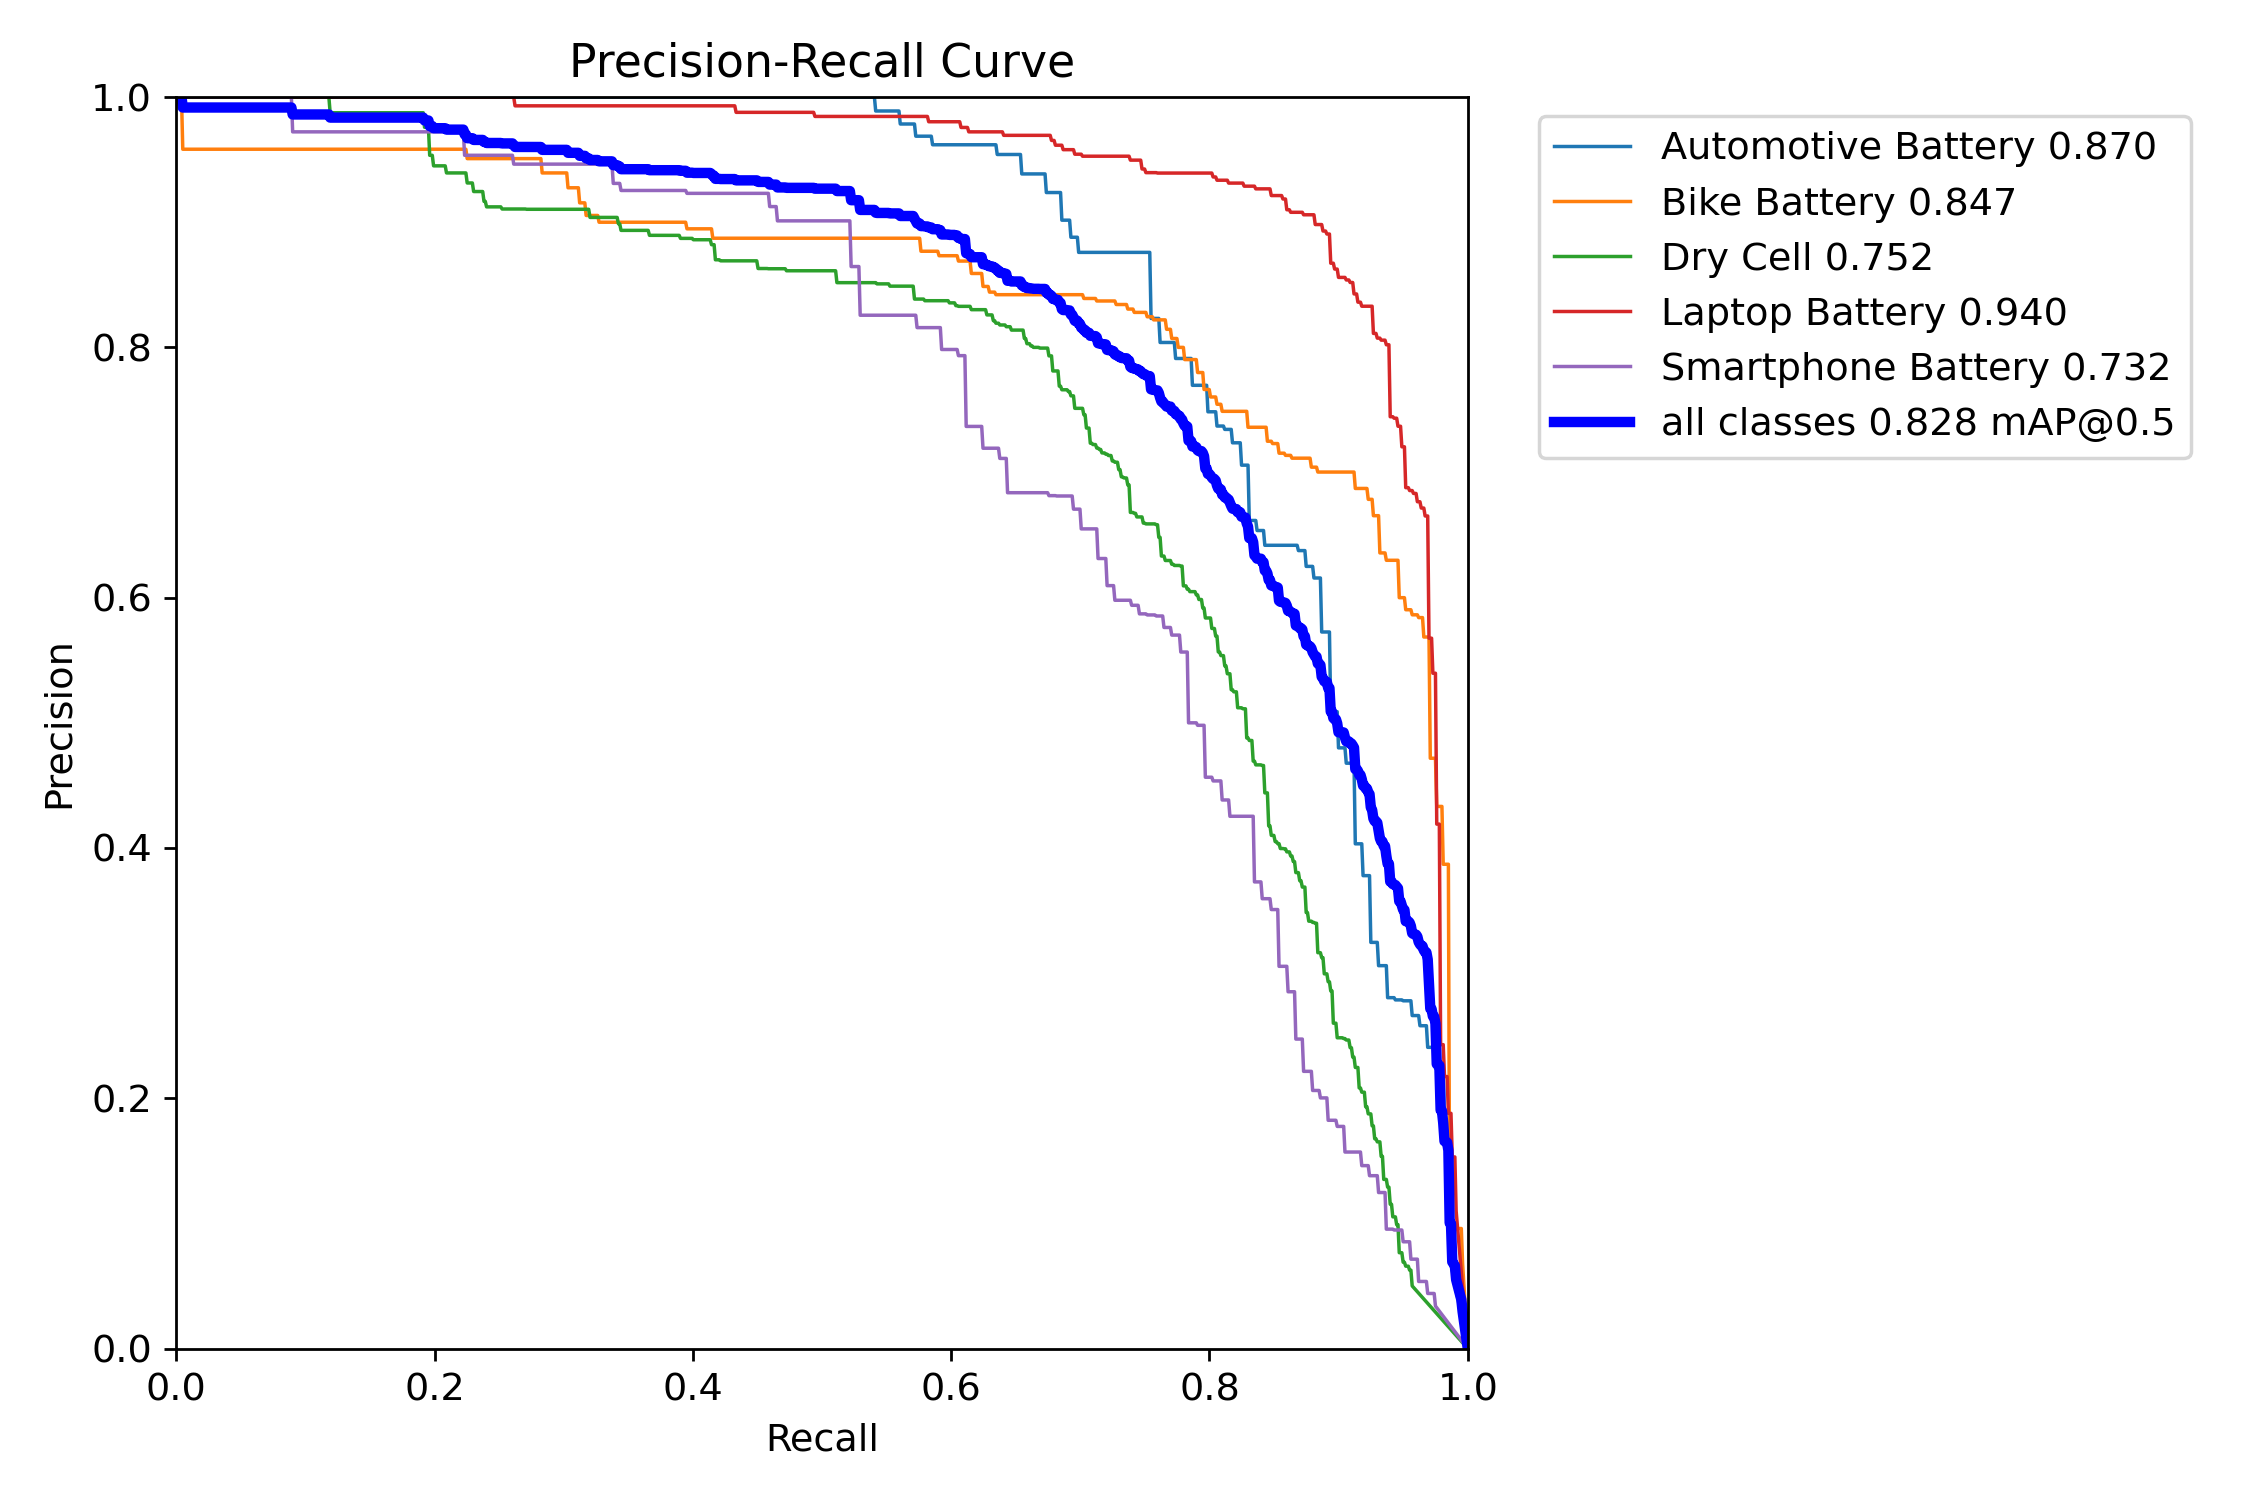 Precision-Recall Curve
1.0
0.8
0.6
0.4
0.2
0.0
Precision
0.0 0.2 0.4 0.6 0.8 1.0
Recall
Automotive Battery 0.870
Bike Battery 0.847
Dry Cell 0.752
Laptop Battery 0.940
Smartphone Battery 0.732
all classes 0.828 mAP@0.5